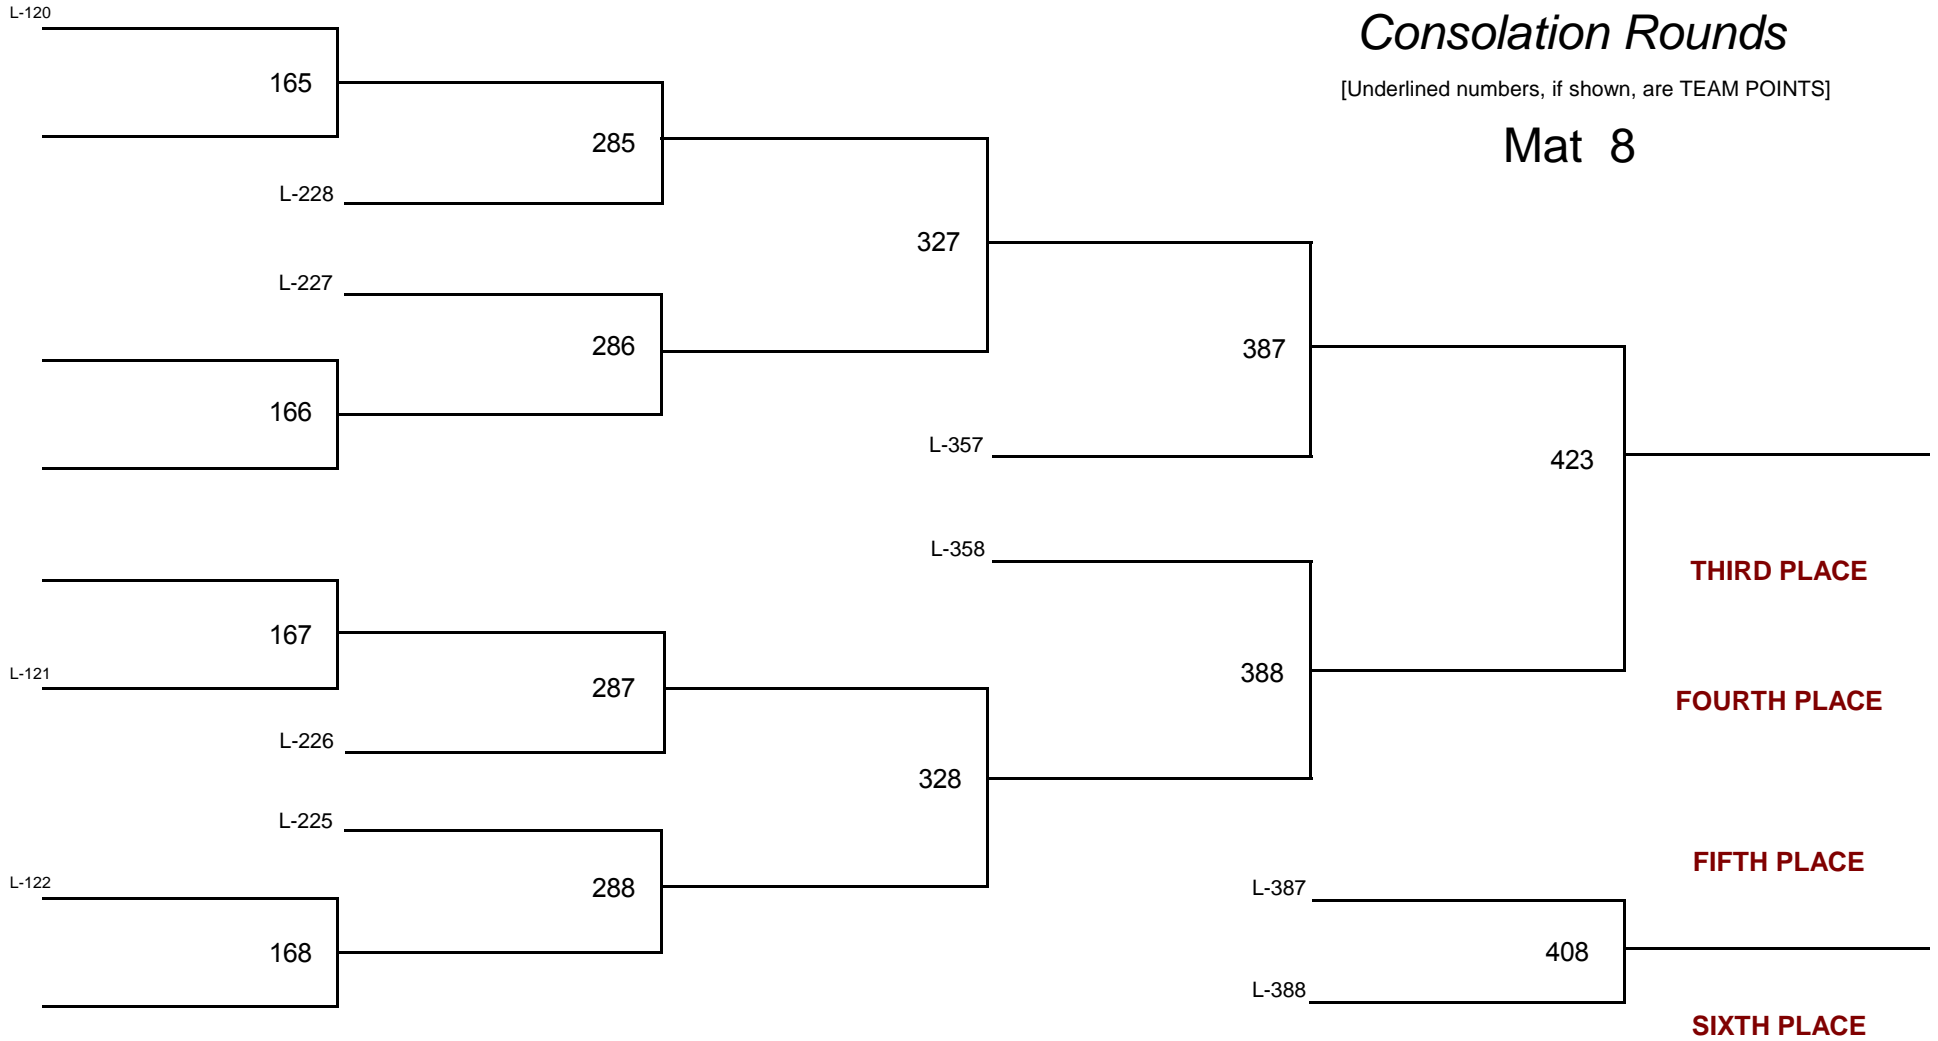 L-120
Consolation Rounds
[Underlined numbers, if shown, are TEAM POINTS]
Mat 8
165
285
L-228
327
L-227
286
387
166
L-357
423
L-358
THIRD PLACE
167
L-121
287
388
FOURTH PLACE
L-226
328
L-225
FIFTH PLACE
L-122
288
L-387
168
408
L-388
SIXTH PLACE